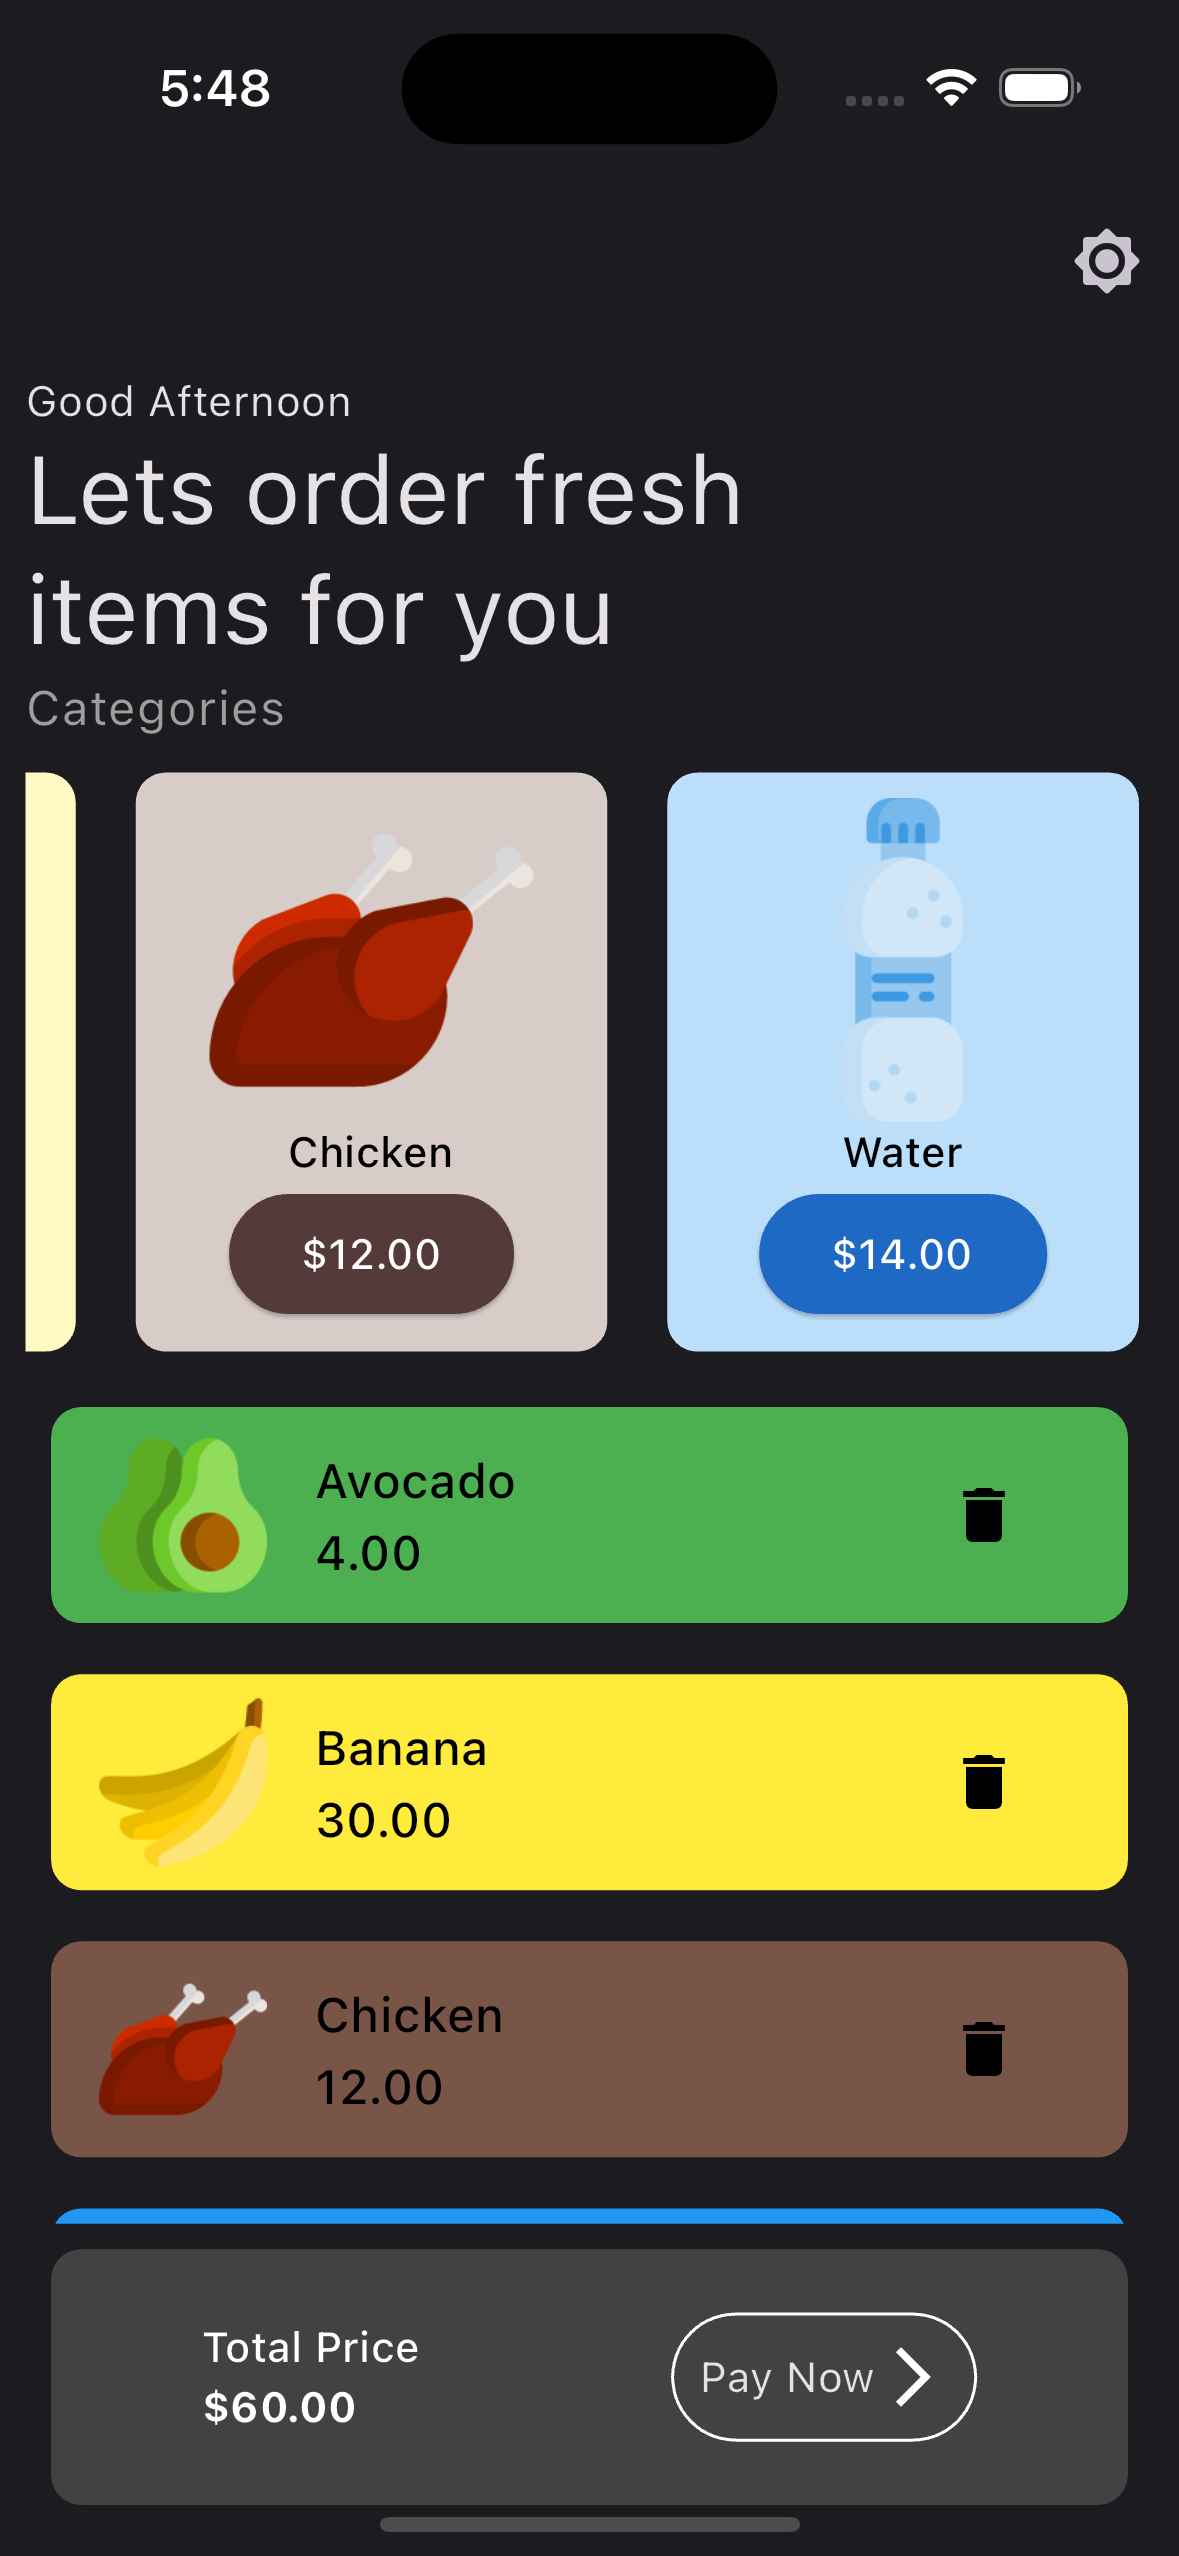 5:48
Good Afternoon
Lets order fresh
items for you
Categories
Chicken
$12.00
Water
$14.00
Avocado
4.00
Banana
30.00
Chicken
12.00
Total Price
$60.00
Pay Now